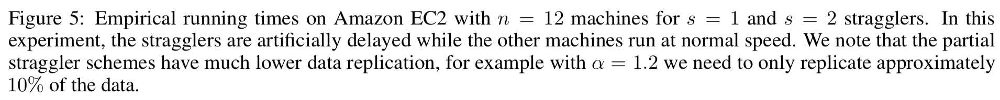 Figure 5: Empirical running times on Amazon EC2 with n = 12 machines for s = 1 and s = 2 stragglers. In this
experiment, the stragglers are artificially delayed while the other machines run at normal speed. We note that the partial
straggler schemes have much lower data replication, for example with α = 1.2 we need to only replicate approximately
10% of the data.